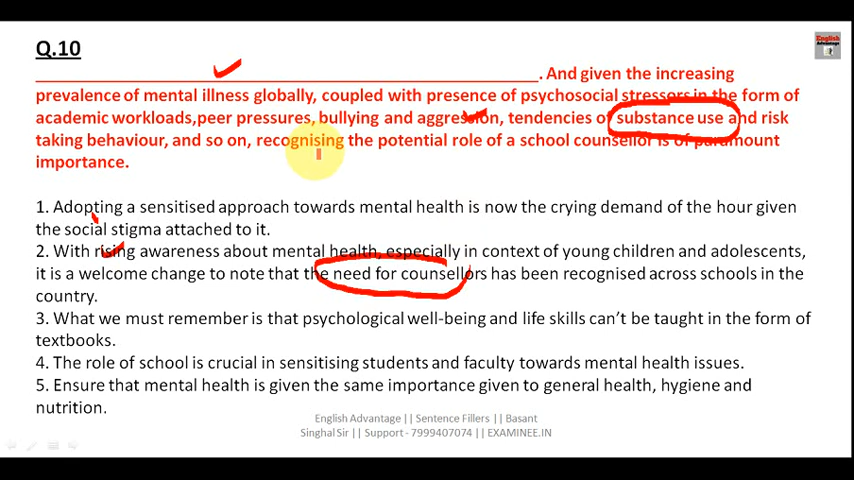 Q.10
English
Advantage
____________________________________________________. And given the increasing
prevalence of mental illness globally, coupled with presence of psychosocial stressors in the form of
academic workloads,peer pressures, bullying and aggression, tendencies of substance use and risk
taking behaviour, and so on, recognising the potential role of a school counsellor is of paramount
importance.
1. Adopting a sensitised approach towards mental health is now the crying demand of the hour given
the social stigma attached to it.
2. With rising awareness about mental health, especially in context of young children and adolescents,
it is a welcome change to note that the need for counsellors has been recognised across schools in the
country.
3. What we must remember is that psychological well-being and life skills can’t be taught in the form of
textbooks.
4. The role of school is crucial in sensitising students and faculty towards mental health issues.
5. Ensure that mental health is given the same importance given to general health, hygiene and
nutrition.
English Advantage || Sentence Fillers || Basant
Singhal Sir || Support - 7999407074 || EXAMINEE.IN